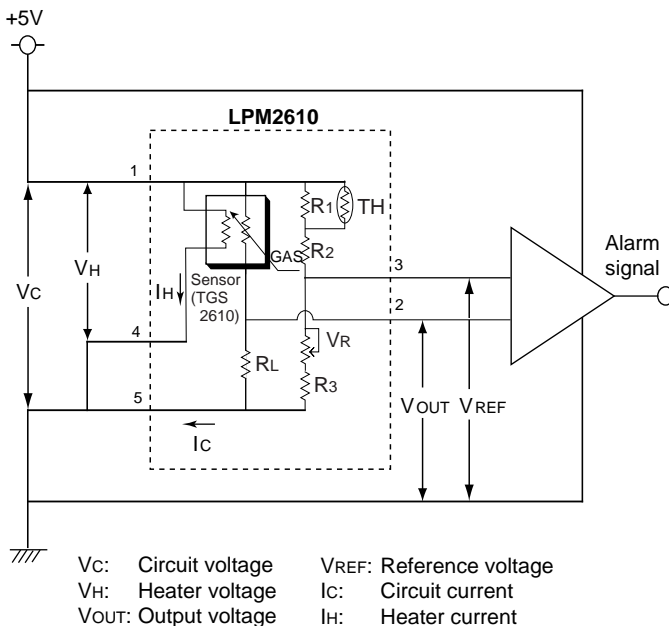 +5V
LPM2610
1
R1
TH
GAS
R2
3
Alarm
signal
VH
VC
IH
Sensor
(TGS
2610)
2
4
VR
RL
R3
5
VOUT
VREF
IC
VC: Circuit voltage
VREF: Reference voltage
VH: Heater voltage
IC: Circuit current
VOUT: Output voltage
IH: Heater current